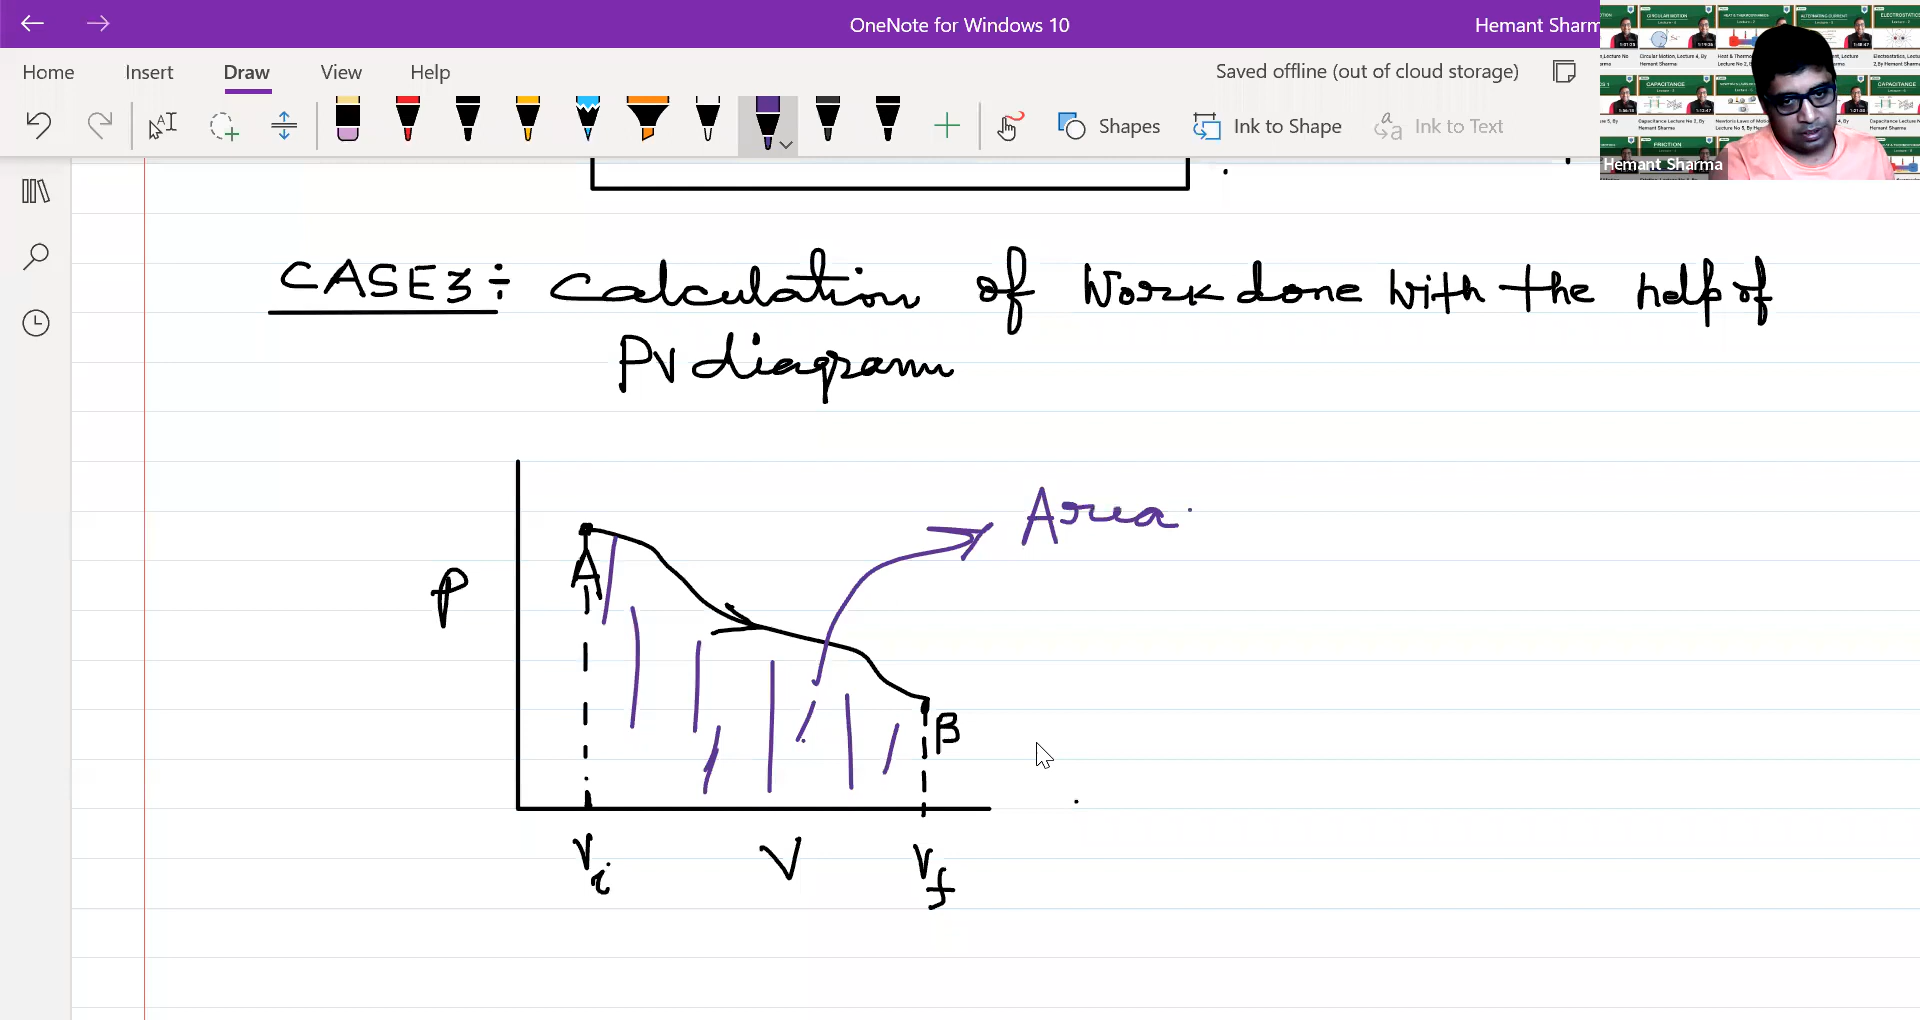 OneNote for Windows 10
Hemant Sharm
Home Insert Draw View Help
Saved offline (out of cloud storage)
Shapes
Ink to Shape
Ink to Text
Hemant Sharma
CASE 3 ÷ Calculation of Work done with the help of
PV diagram
Area
A
P
B
Vi V Vf